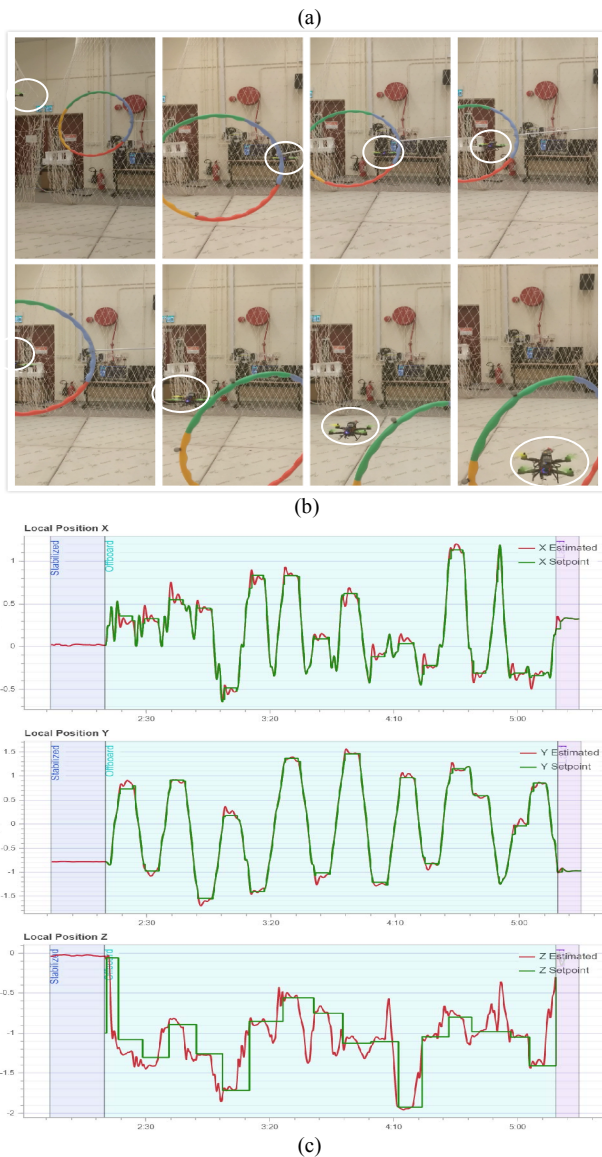 (a)
(b)
Local Position X
Stabilized
Offboard
X Estimated
X Setpoint
1
0.5
0
-0.5
2:30 3:20 4:10 5:00
Local Position Y
Stabilized
Offboard
Y Estimated
Y Setpoint
1.5
1
0.5
0
-0.5
-1
-1.5
2:30 3:20 4:10 5:00
Local Position Z
Stabilized
Offboard
Z Estimated
Z Setpoint
0
-0.5
-1
-1.5
-2
2:30 3:20 4:10 5:00
(c)